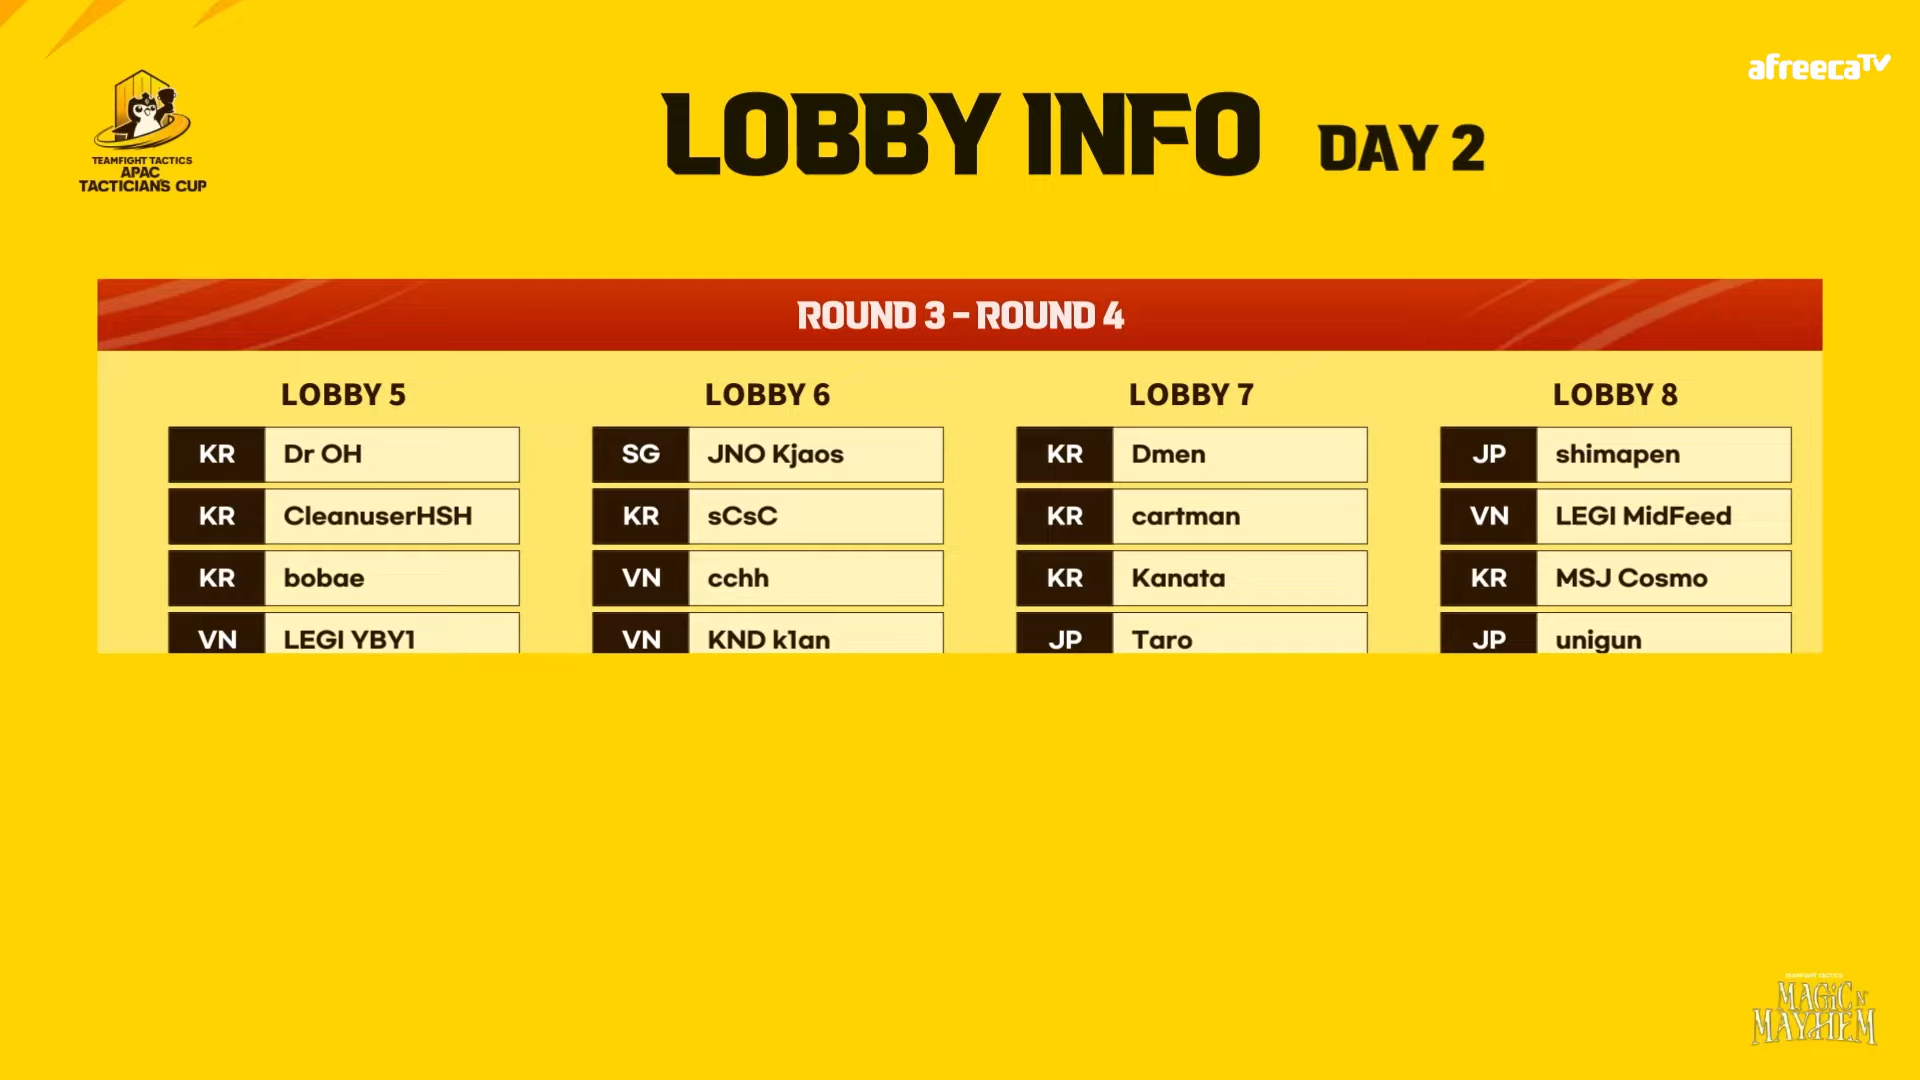 afreecaTV
TEAMFIGHT TACTICS
APAC
TACTICIAN'S CUP
LOBBY INFO DAY 2
ROUND 3 - ROUND 4
LOBBY 5
KR Dr OH
KR CleanuserHSH
KR bobae
VN LEGI YBY1
LOBBY 6
SG JNO Kjaos
KR sCsC
VN cchh
VN KND k1an
LOBBY 7
KR Dmen
KR cartman
KR Kanata
JP Taro
LOBBY 8
JP shimapen
VN LEGI MidFeed
KR MSJ Cosmo
JP unigun
TEAMFIGHT TACTICS
MAGIC N'
MAYHEM